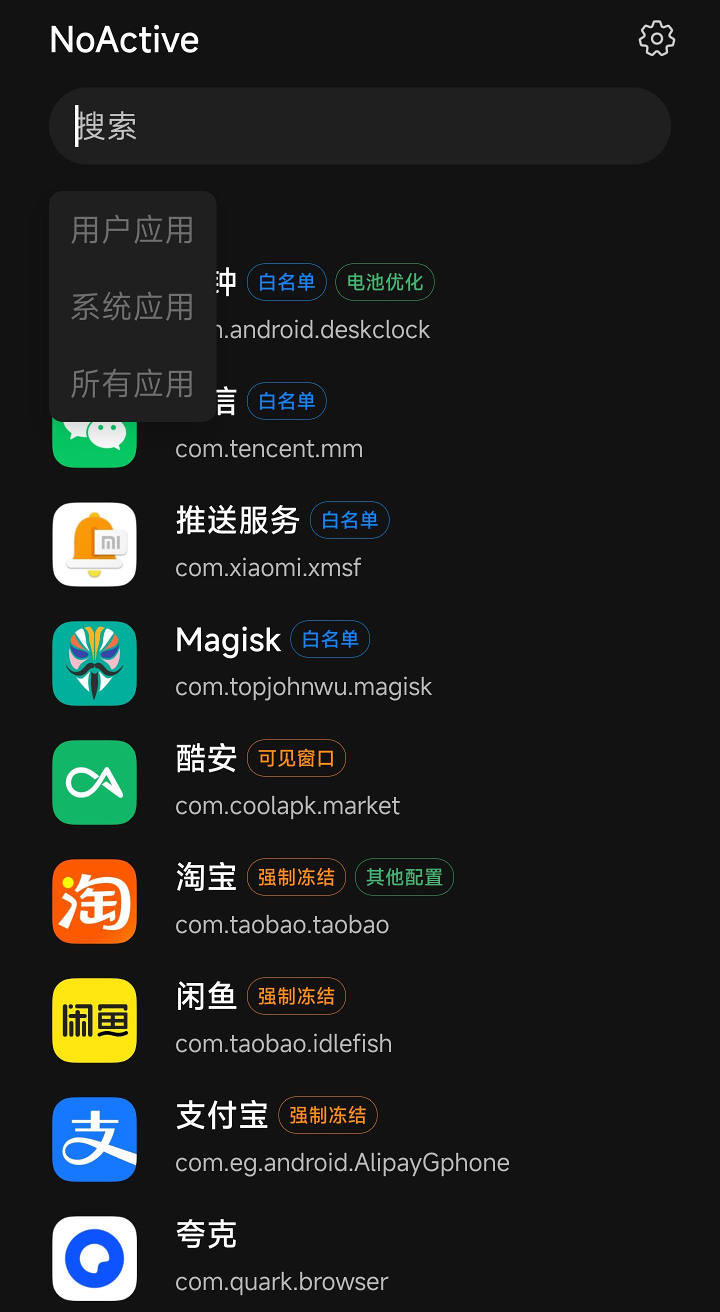 NoActive
搜索
用户应用
系统应用
所有应用
钟 白名单 电池优化
.android.deskclock
信 白名单
com.tencent.mm
推送服务 白名单
com.xiaomi.xmsf
mi
Magisk 白名单
com.topjohnwu.magisk
酷安 可见窗口
com.coolapk.market
淘宝 强制冻结 其他配置
淘
com.taobao.taobao
闲鱼 强制冻结
闲鱼
com.taobao.idlefish
支付宝 强制冻结
支
com.eg.android.AlipayGphone
夸克
com.quark.browser